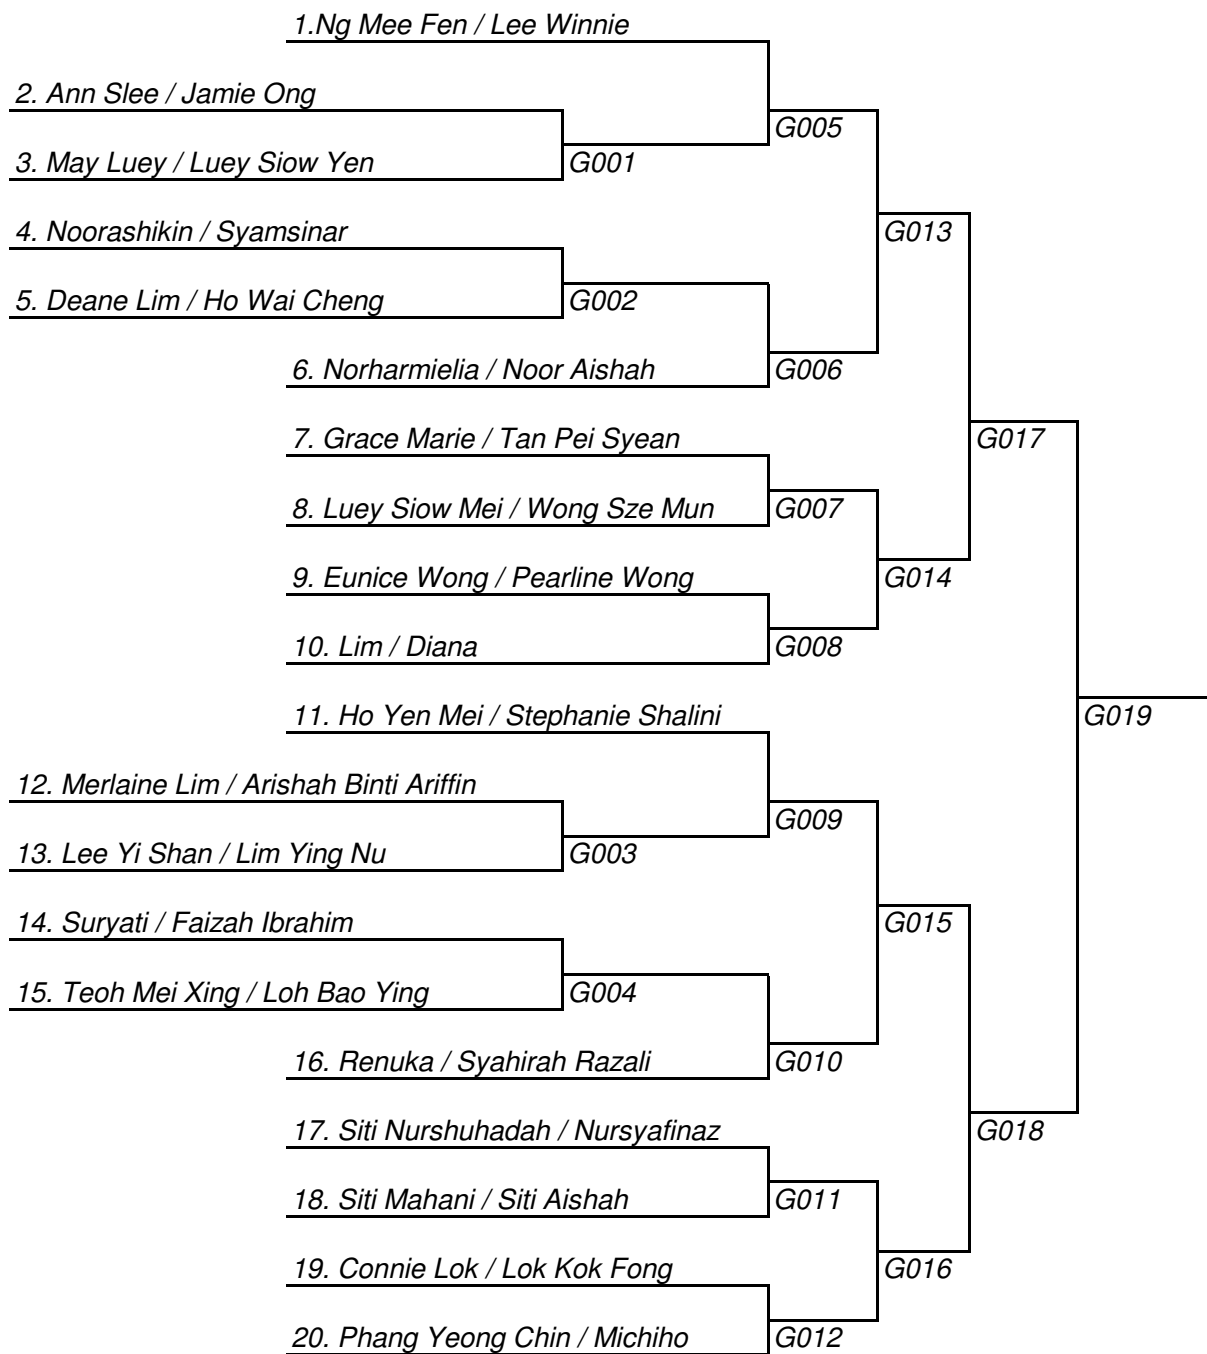 1.Ng Mee Fen / Lee Winnie
2. Ann Slee / Jamie Ong
G005
3. May Luey / Luey Siow Yen
G001
4. Noorashikin / Syamsinar
G013
5. Deane Lim / Ho Wai Cheng
G002
6. Norharmielia / Noor Aishah
G006
7. Grace Marie / Tan Pei Syean
G017
8. Luey Siow Mei / Wong Sze Mun
G007
9. Eunice Wong / Pearline Wong
G014
10. Lim / Diana
G008
11. Ho Yen Mei / Stephanie Shalini
G019
12. Merlaine Lim / Arishah Binti Ariffin
G009
13. Lee Yi Shan / Lim Ying Nu
G003
14. Suryati / Faizah Ibrahim
G015
15. Teoh Mei Xing / Loh Bao Ying
G004
16. Renuka / Syahirah Razali
G010
17. Siti Nurshuhadah / Nursyafinaz
G018
18. Siti Mahani / Siti Aishah
G011
19. Connie Lok / Lok Kok Fong
G016
20. Phang Yeong Chin / Michiho
G012